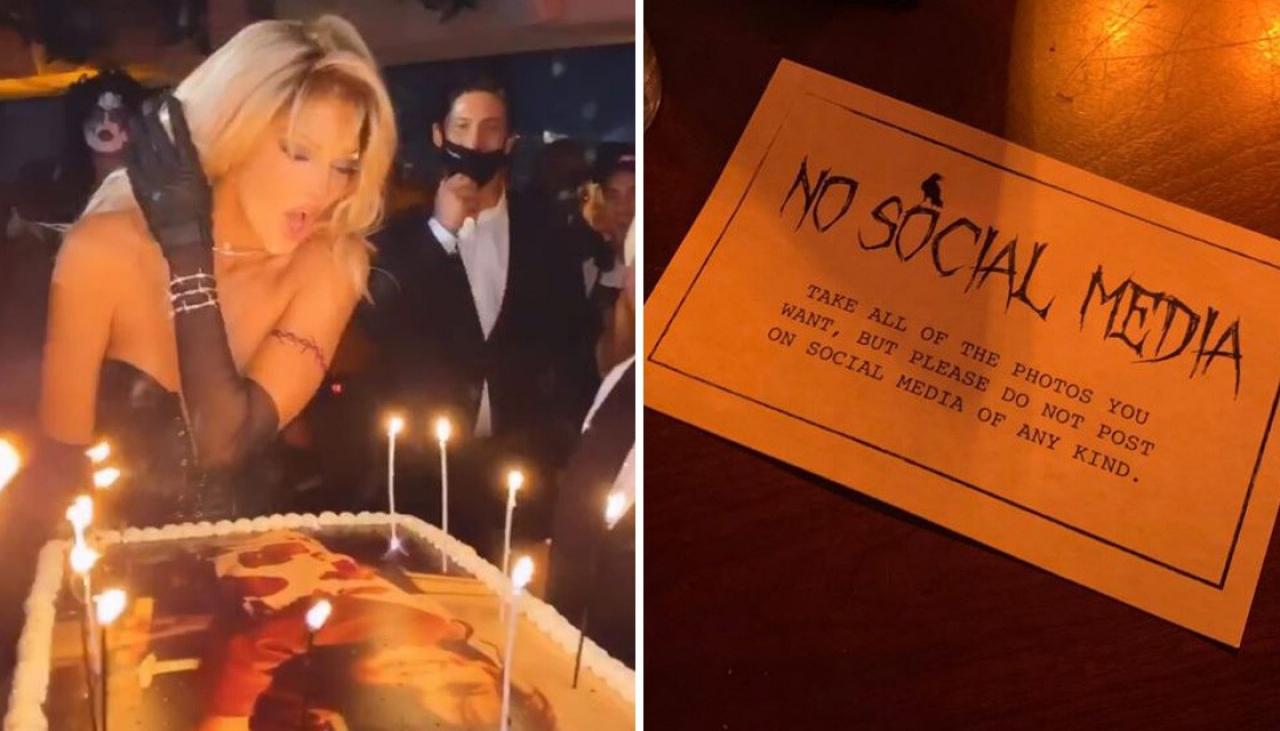 NO SOCIAL MEDIA
TAKE ALL OF THE PHOTOS YOU
WANT, BUT PLEASE DO NOT POST
ON SOCIAL MEDIA OF ANY KIND.